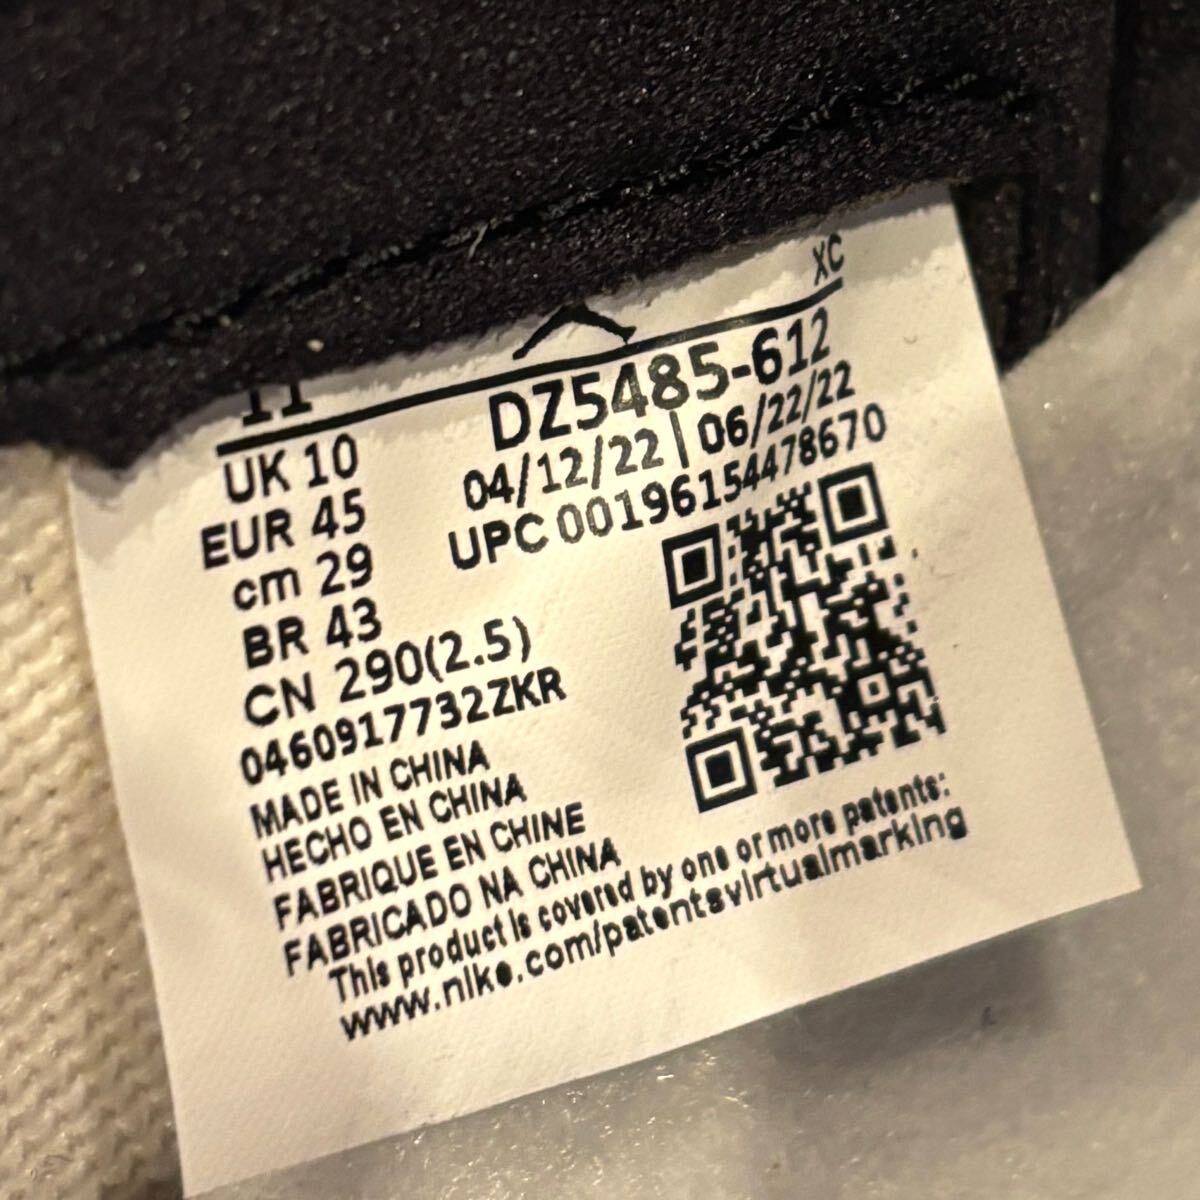 XC
11
DZ5485-612
UK 10
04/12/22 | 06/22/22
EUR 45
UPC 00196154478670
cm 29
BR 43
CN 290(2.5)
0460917732ZKR
MADE IN CHINA
HECHO EN CHINA
FABRIQUE EN CHINE
FABRICADO NA CHINA
This product is covered by one or more patents:
www.nike.com/patentsvirtualmarking